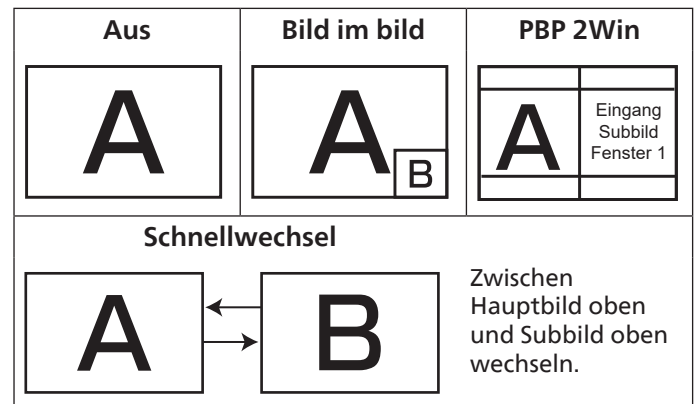 Aus
Bild im bild
PBP 2Win
A
A
B
A
Eingang
Subbild
Fenster 1
Schnellwechsel
A
B
Zwischen
Hauptbild oben
und Subbild oben
wechseln.